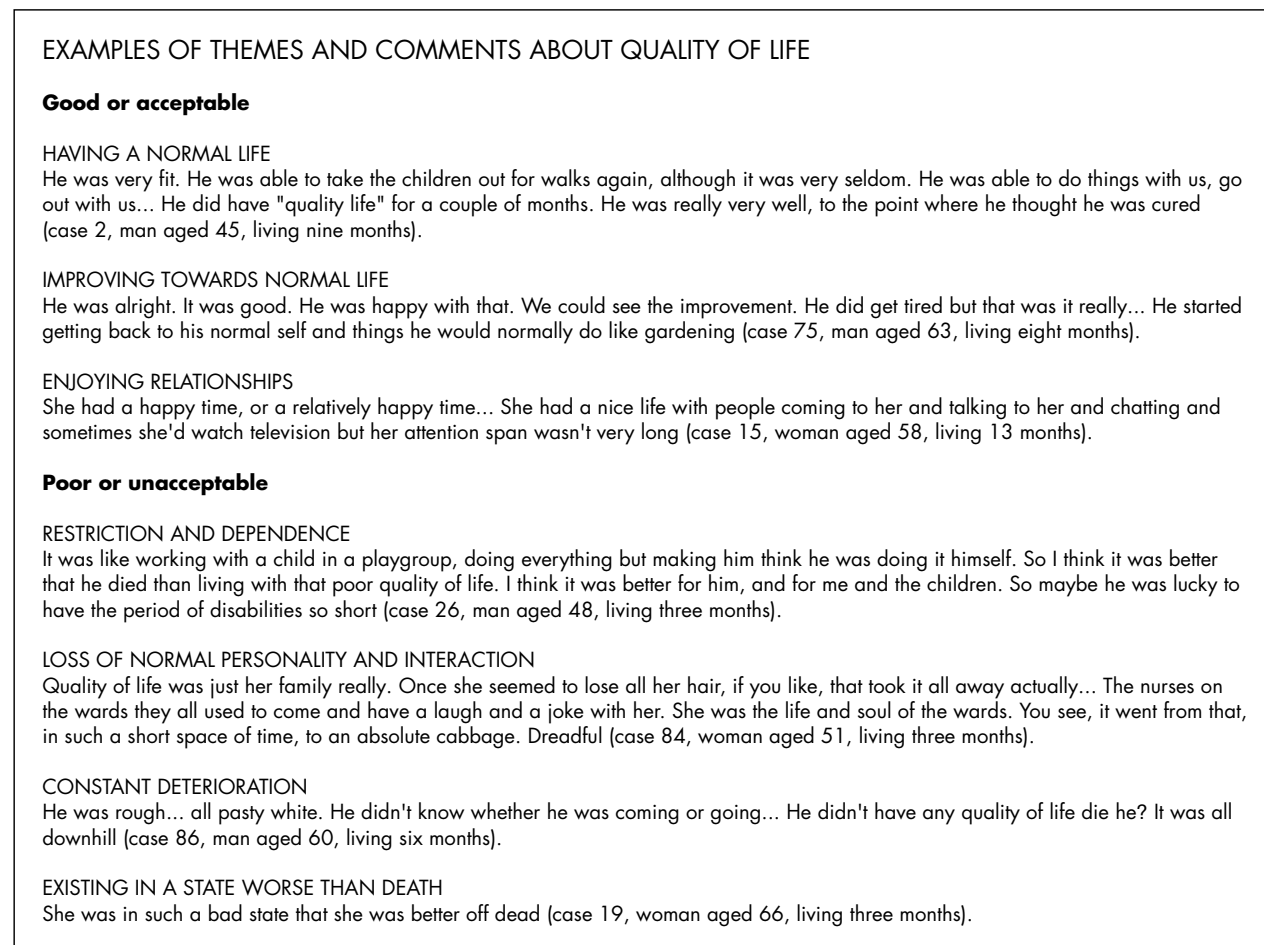 EXAMPLES OF THEMES AND COMMENTS ABOUT QUALITY OF LIFE
Good or acceptable
HAVING A NORMAL LIFE
He was very fit. He was able to take the children out for walks again, although it was very seldom. He was able to do things with us, go
out with us... He did have "quality life" for a couple of months. He was really very well, to the point where he thought he was cured
(case 2, man aged 45, living nine months).
IMPROVING TOWARDS NORMAL LIFE
He was alright. It was good. He was happy with that. We could see the improvement. He did get tired but that was it really... He started
getting back to his normal self and things he would normally do like gardening (case 75, man aged 63, living eight months).
ENJOYING RELATIONSHIPS
She had a happy time, or a relatively happy time... She had a nice life with people coming to her and talking to her and chatting and
sometimes she'd watch television but her attention span wasn't very long (case 15, woman aged 58, living 13 months).
Poor or unacceptable
RESTRICTION AND DEPENDENCE
It was like working with a child in a playgroup, doing everything but making him think he was doing it himself. So I think it was better
that he died than living with that poor quality of life. I think it was better for him, and for me and the children. So maybe he was lucky to
have the period of disabilities so short (case 26, man aged 48, living three months).
LOSS OF NORMAL PERSONALITY AND INTERACTION
Quality of life was just her family really. Once she seemed to lose all her hair, if you like, that took it all away actually... The nurses on
the wards they all used to come and have a laugh and a joke with her. She was the life and soul of the wards. You see, it went from that,
in such a short space of time, to an absolute cabbage. Dreadful (case 84, woman aged 51, living three months).
CONSTANT DETERIORATION
He was rough... all pasty white. He didn't know whether he was coming or going... He didn't have any quality of life die he? It was all
downhill (case 86, man aged 60, living six months).
EXISTING IN A STATE WORSE THAN DEATH
She was in such a bad state that she was better off dead (case 19, woman aged 66, living three months).